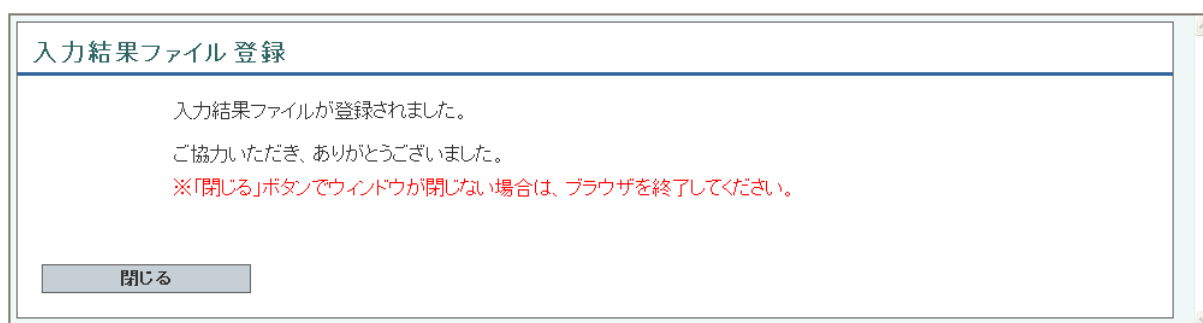 入力結果ファイル 登録
入力結果ファイルが登録されました。
ご協力いただき、ありがとうございました。
※「閉じる」ボタンでウィンドウが閉じない場合は、ブラウザを終了してください。
閉じる